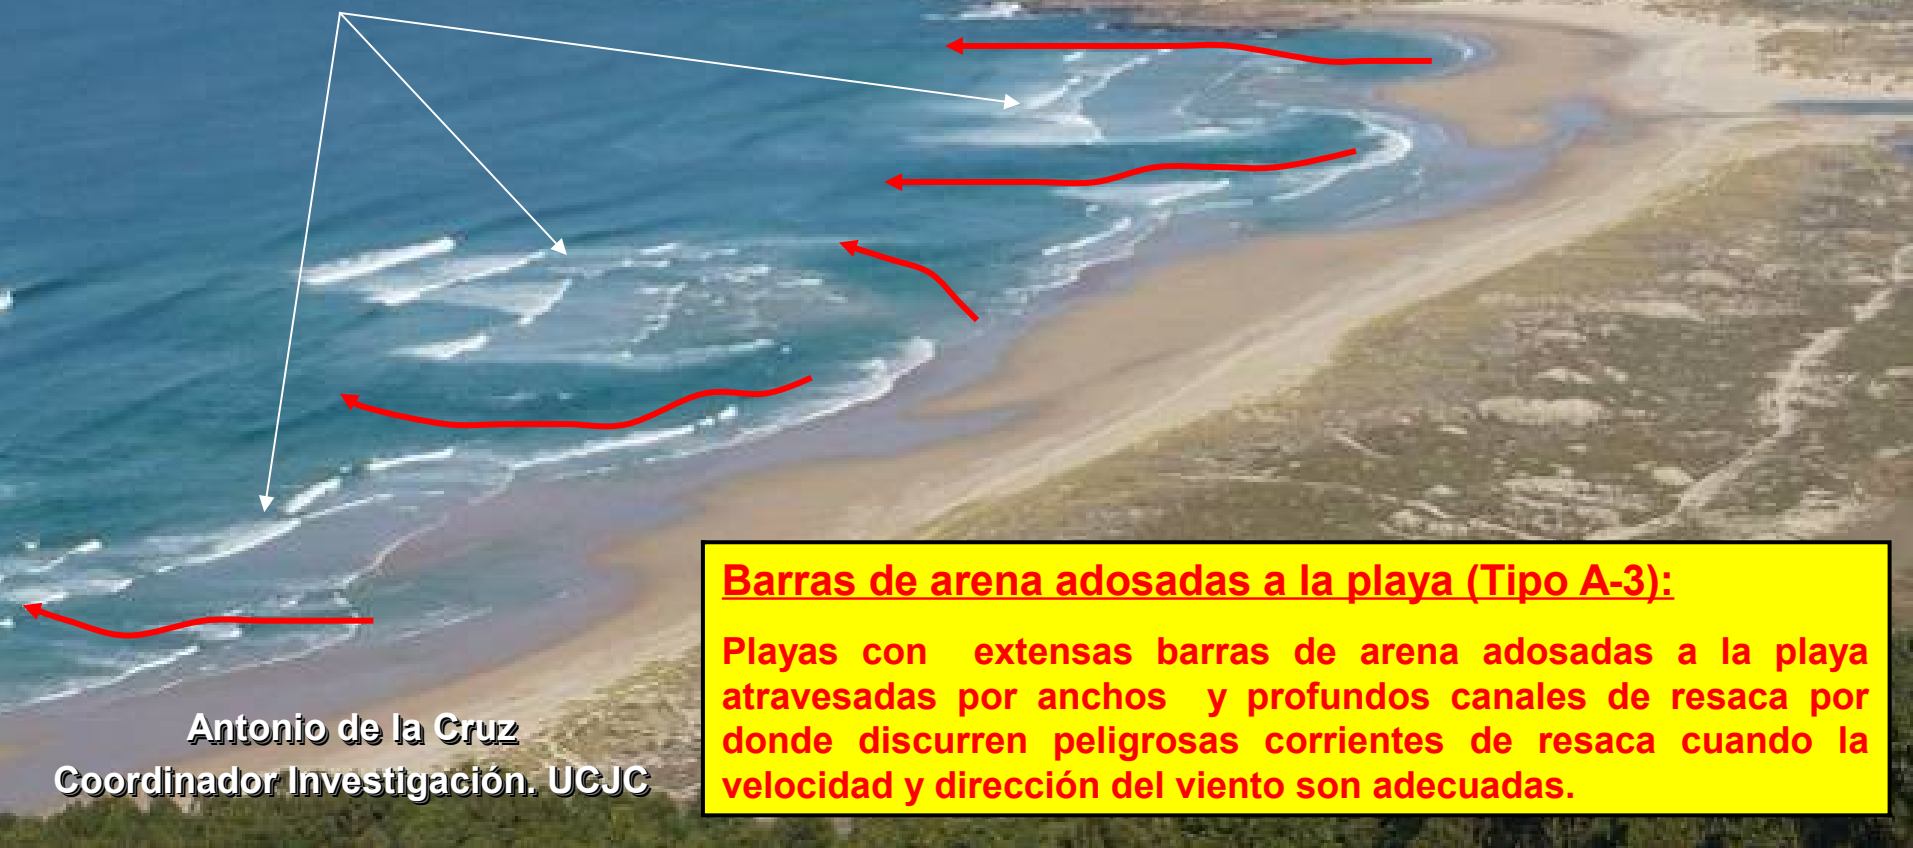 Barras de arena adosadas a la playa (Tipo A-3):
Playas con extensas barras de arena adosadas a la playa
atravesadas por anchos y profundos canales de resaca por
donde discurren peligrosas corrientes de resaca cuando la
velocidad y dirección del viento son adecuadas.
Antonio de la Cruz
Coordinador Investigación. UCJC